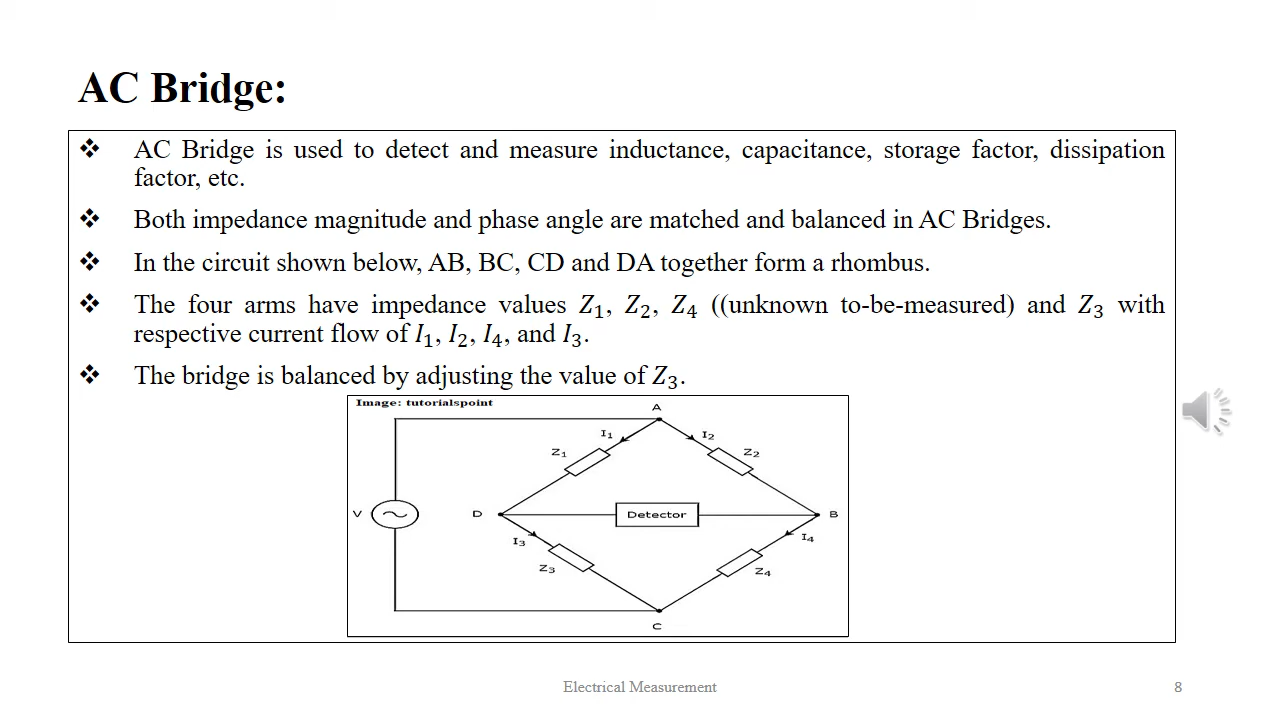 AC Bridge:
❖ AC Bridge is used to detect and measure inductance, capacitance, storage factor, dissipation
factor, etc.
❖ Both impedance magnitude and phase angle are matched and balanced in AC Bridges.
❖ In the circuit shown below, AB, BC, CD and DA together form a rhombus.
❖ The four arms have impedance values Z₁, Z₂, Z₄ ((unknown to-be-measured) and Z₃ with
respective current flow of I₁, I₂, I₄, and I₃.
❖ The bridge is balanced by adjusting the value of Z₃.
Image: tutorialspoint
A
I₁
I₂
Z₁
Z₂
V
D
Detector
B
I₃
I₄
Z₃
Z₄
C
Electrical Measurement
8